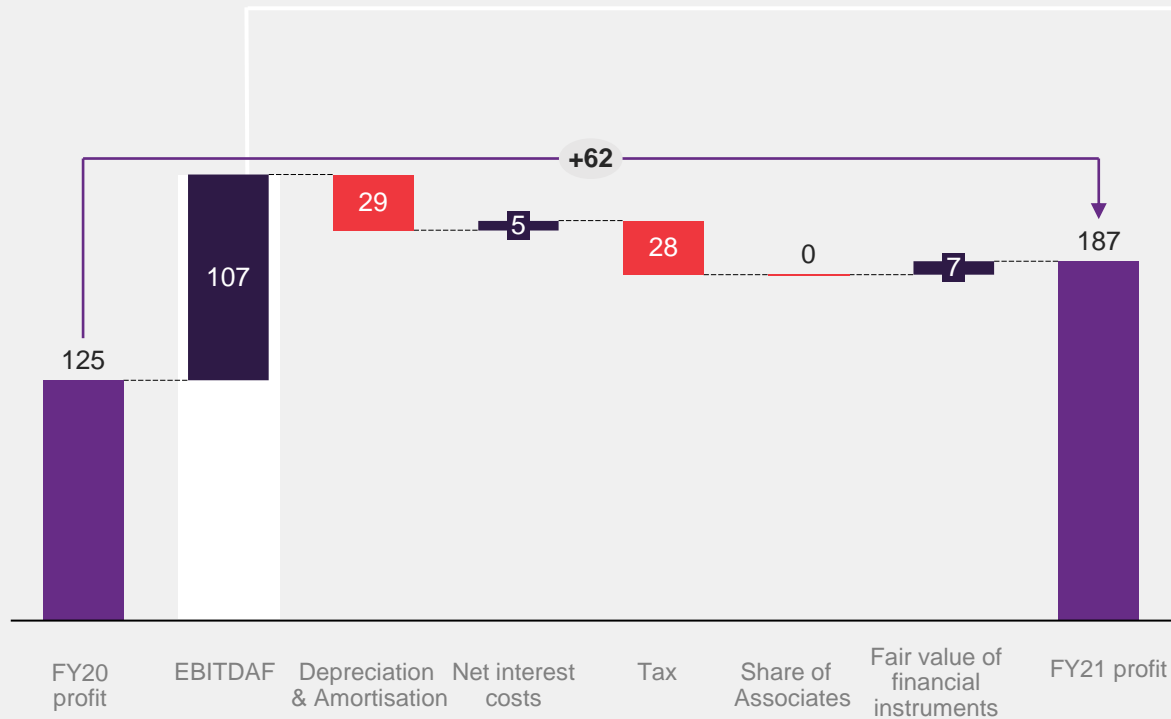 +62
29
5
28
0
7
187
107
125
FY20
profit
EBITDAF
Depreciation
& Amortisation
Net interest
costs
Tax
Share of
Associates
Fair value of
financial
instruments
FY21 profit